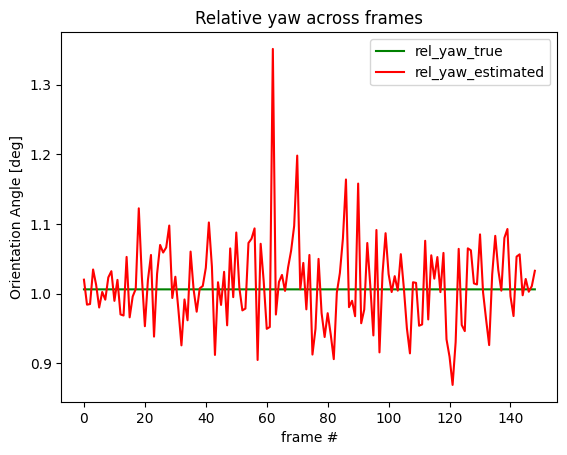 Relative yaw across frames
rel_yaw_true
rel_yaw_estimated
Orientation Angle [deg]
1.3
1.2
1.1
1.0
0.9
0 20 40 60 80 100 120 140
frame #